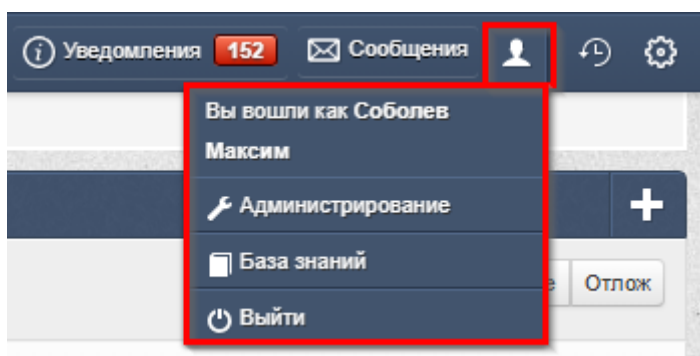 Уведомления 152 Сообщения
Вы вошли как Соболев
Максим
Администрирование
База знаний
Отлож
Выйти